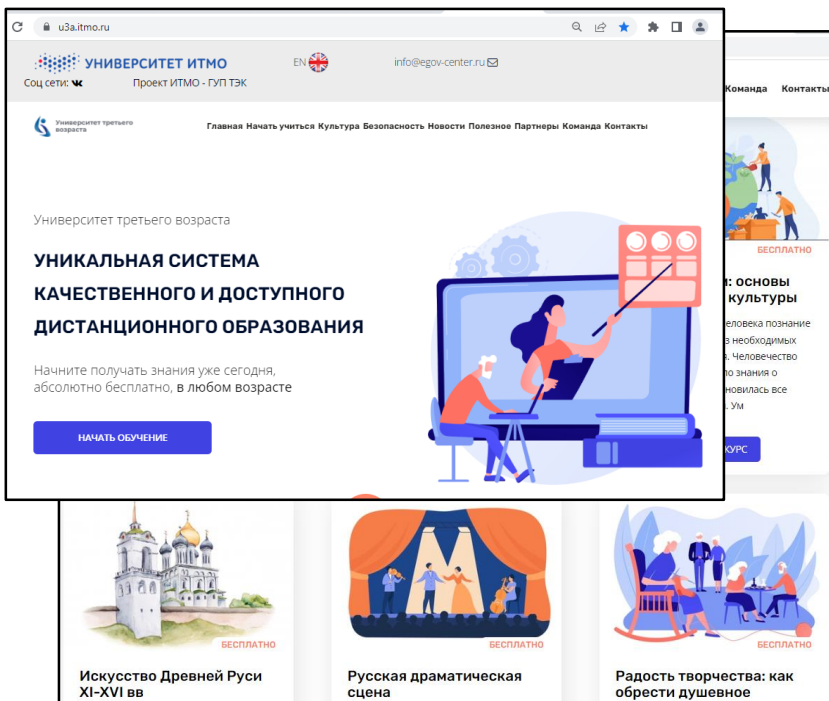 u3a.itmo.ru
УНИВЕРСИТЕТ ИТМО
EN
info@egov-center.ru
Соц сети:
Проект ИТМО - ГУП ТЭК
Университет третьего
возраста
Главная Начать учиться Культура Безопасность Новости Полезное Партнеры Команда Контакты
Университет третьего возраста
УНИКАЛЬНАЯ СИСТЕМА
КАЧЕСТВЕННОГО И ДОСТУПНОГО
ДИСТАНЦИОННОГО ОБРАЗОВАНИЯ
Начните получать знания уже сегодня,
абсолютно бесплатно, в любом возрасте
НАЧАТЬ ОБУЧЕНИЕ
Команда Контакты
БЕСПЛАТНО
: основы
культуры
еловека познание
з необходимых
. Человечество
ло знания о
новилась все
. Ум
КУРС
БЕСПЛАТНО
Искусство Древней Руси
XI-XVI вв
БЕСПЛАТНО
Русская драматическая
сцена
БЕСПЛАТНО
Радость творчества: как
обрести душевное